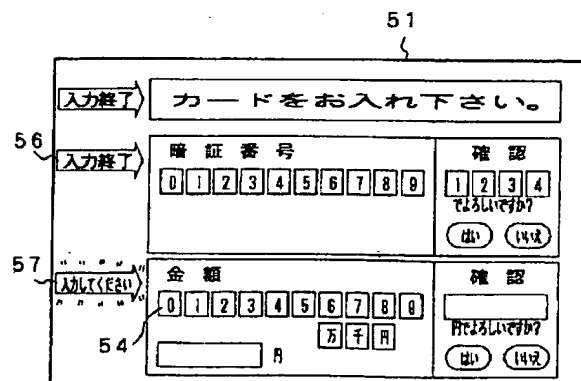 51
入力終了 カードをお入れ下さい。
56
入力終了 暗証番号 確認
0 1 2 3 4 5 6 7 8 9 1 2 3 4
でよろしいですか?
はい いいえ
57
入力してください 金額 確認
0 1 2 3 4 5 6 7 8 9
円でよろしいですか?
54 万 千 円
円 はい いいえ